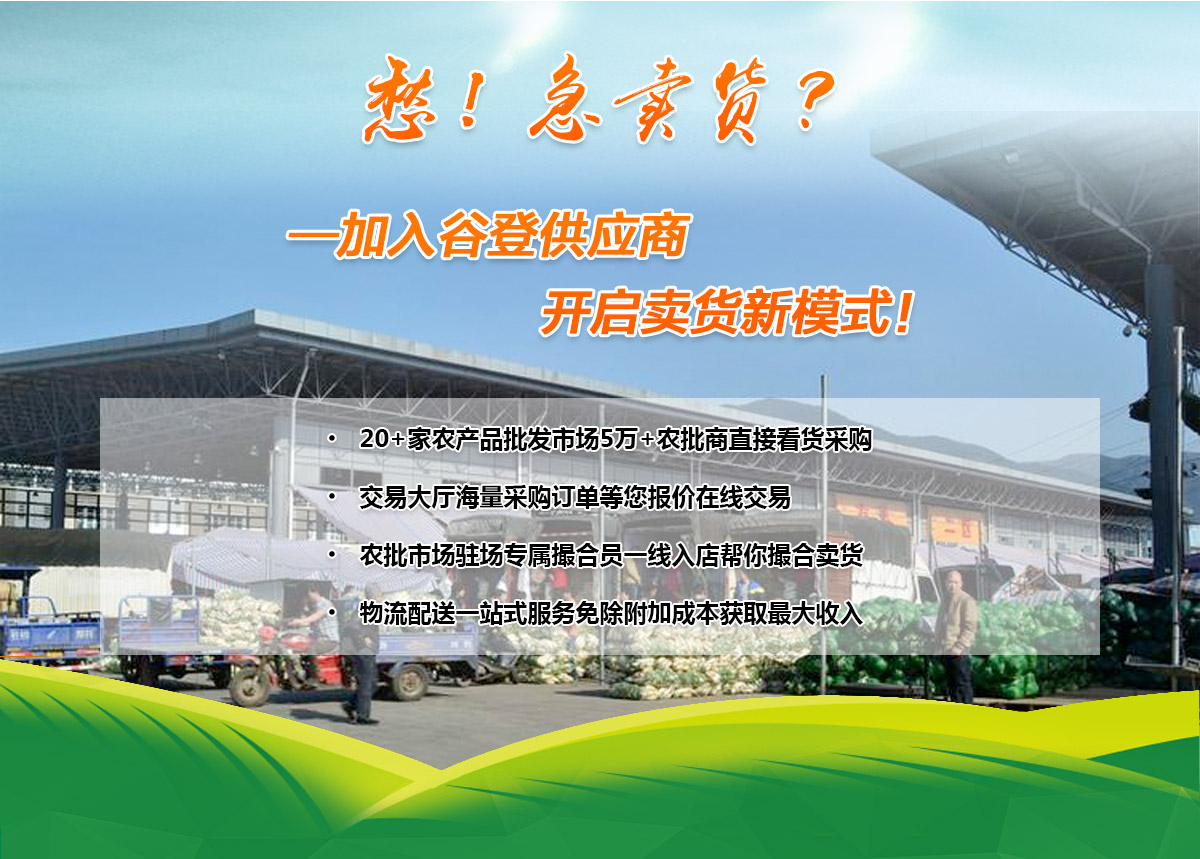 愁！急卖货？
—加入谷登供应商
开启卖货新模式！
• 20+家农产品批发市场5万+农批商直接看货采购
• 交易大厅海量采购订单等您报价在线交易
• 农批市场驻场专属撮合员一线入店帮你撮合卖货
• 物流配送一站式服务免除附加成本获取最大收入